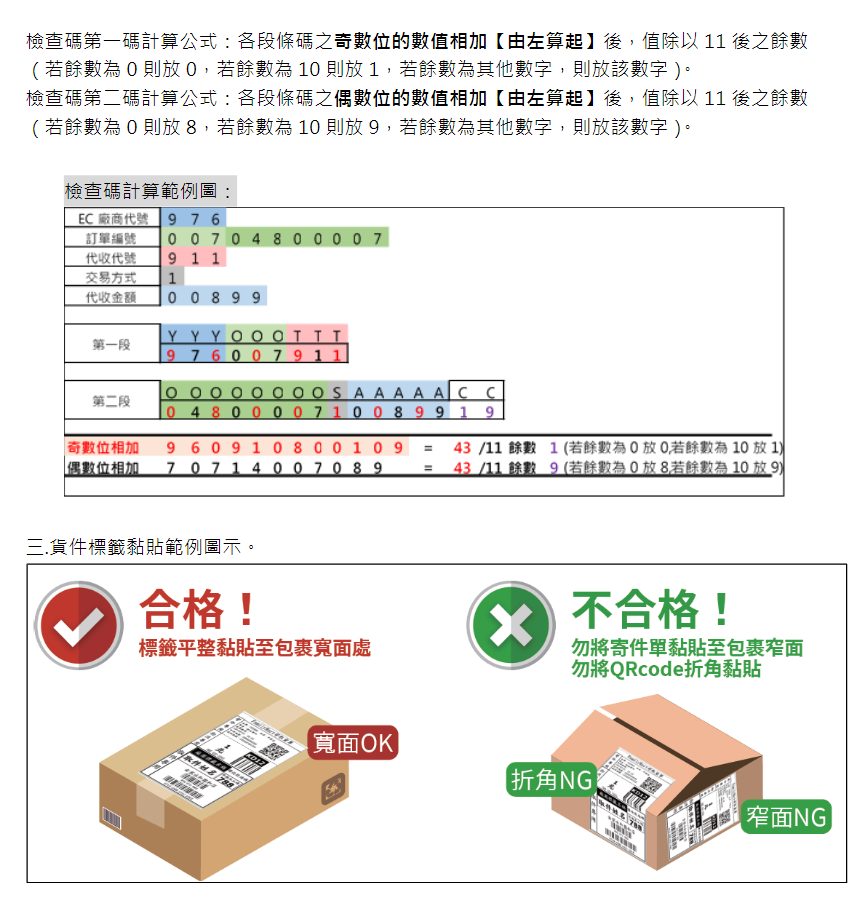 檢查碼第一碼計算公式：各段條碼之奇數位的數值相加【由左算起】後，值除以 11 後之餘數
（若餘數為 0 則放 0，若餘數為 10 則放 1，若餘數為其他數字，則放該數字）。
檢查碼第二碼計算公式：各段條碼之偶數位的數值相加【由左算起】後，值除以 11 後之餘數
（若餘數為 0 則放 8，若餘數為 10 則放 9，若餘數為其他數字，則放該數字）。
檢查碼計算範例圖：
EC 廠商代號 9 7 6
訂單編號 0 0 7 0 4 8 0 0 0 0 7
代收代號 9 1 1
交易方式 1
代收金額 0 0 8 9 9
Y Y Y O O O T T T
第一段 9 7 6 0 0 7 9 1 1
O O O O O O O O S A A A A A C C
第二段 0 4 8 0 0 0 0 7 1 0 0 8 9 9 1 9
奇數位相加 9 6 0 9 1 0 8 0 0 1 0 9 = 43 /11 餘數 1 (若餘數為 0 放 0,若餘數為 10 放 1)
偶數位相加 7 0 7 1 4 0 0 7 0 8 9 = 43 /11 餘數 9 (若餘數為 0 放 8,若餘數為 10 放 9)
三.貨件標籤黏貼範例圖示。
合格！
標籤平整黏貼至包裹寬面處
寬面OK
不合格！
勿將寄件單黏貼至包裹窄面
勿將QRcode折角黏貼
折角NG
窄面NG